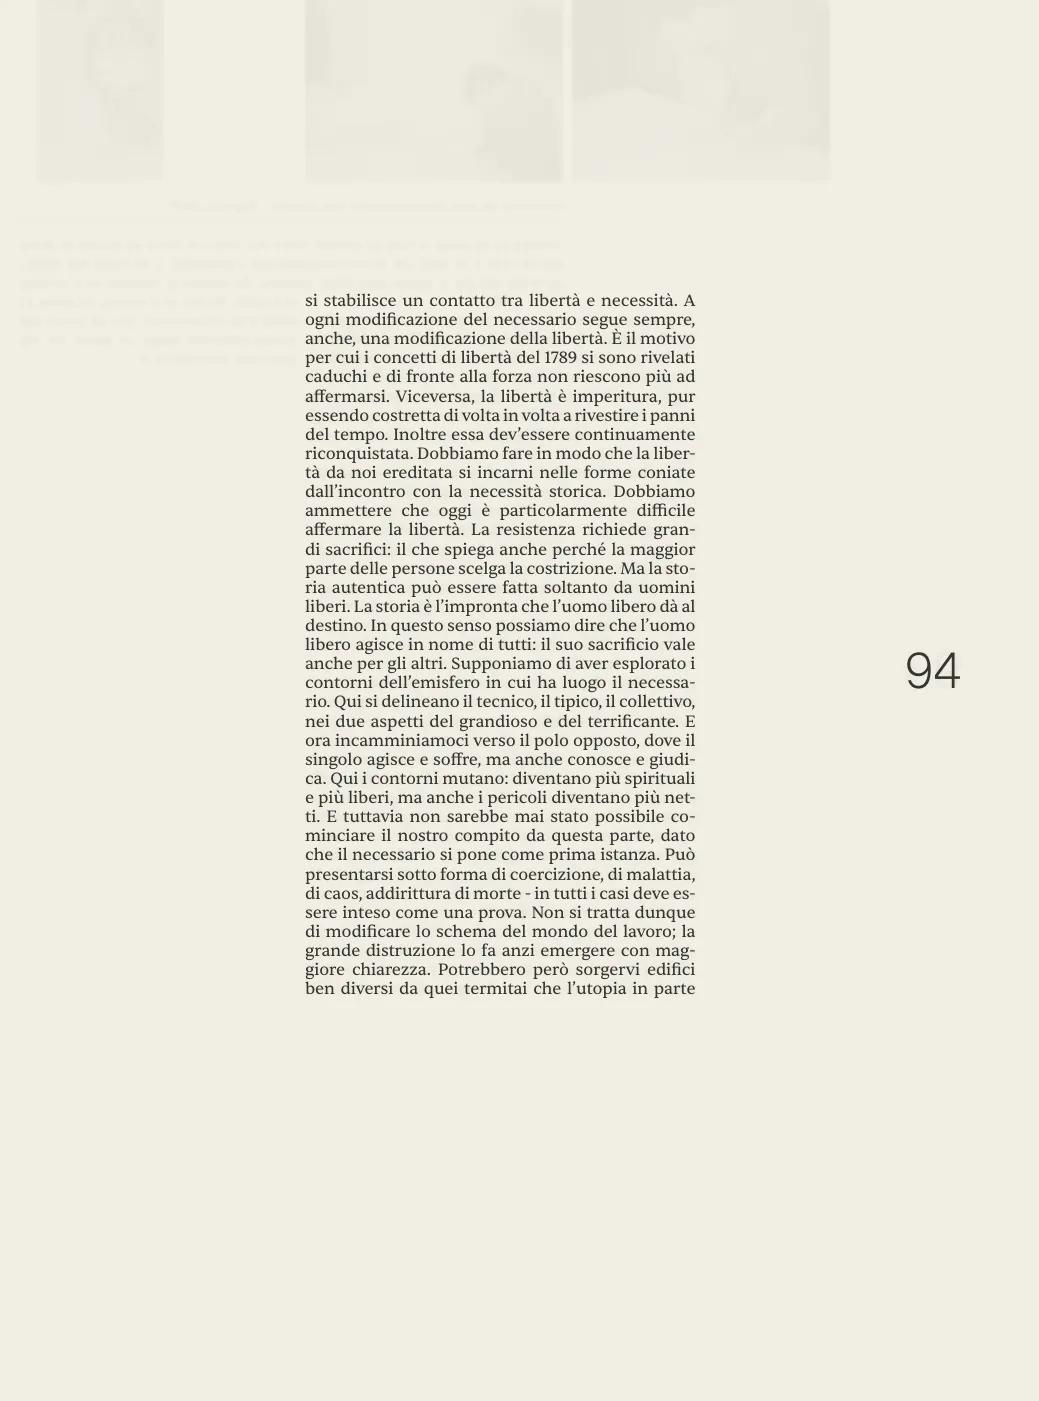 si stabilisce un contatto tra libertà e necessità. A
ogni modificazione del necessario segue sempre,
anche, una modificazione della libertà. È il motivo
per cui i concetti di libertà del 1789 si sono rivelati
caduchi e di fronte alla forza non riescono più ad
affermarsi. Viceversa, la libertà è imperitura, pur
essendo costretta di volta in volta a rivestire i panni
del tempo. Inoltre essa dev’essere continuamente
riconquistata. Dobbiamo fare in modo che la liber-
tà da noi ereditata si incarni nelle forme coniate
dall’incontro con la necessità storica. Dobbiamo
ammettere che oggi è particolarmente difficile
affermare la libertà. La resistenza richiede gran-
di sacrifici: il che spiega anche perché la maggior
parte delle persone scelga la costrizione. Ma la sto-
ria autentica può essere fatta soltanto da uomini
liberi. La storia è l’impronta che l’uomo libero dà al
destino. In questo senso possiamo dire che l’uomo
libero agisce in nome di tutti: il suo sacrificio vale
anche per gli altri. Supponiamo di aver esplorato i
contorni dell’emisfero in cui ha luogo il necessa-
rio. Qui si delineano il tecnico, il tipico, il collettivo,
nei due aspetti del grandioso e del terrificante. E
ora incamminiamoci verso il polo opposto, dove il
singolo agisce e soffre, ma anche conosce e giudi-
ca. Qui i contorni mutano: diventano più spirituali
e più liberi, ma anche i pericoli diventano più net-
ti. E tuttavia non sarebbe mai stato possibile co-
minciare il nostro compito da questa parte, dato
che il necessario si pone come prima istanza. Può
presentarsi sotto forma di coercizione, di malattia,
di caos, addirittura di morte - in tutti i casi deve es-
sere inteso come una prova. Non si tratta dunque
di modificare lo schema del mondo del lavoro; la
grande distruzione lo fa anzi emergere con mag-
giore chiarezza. Potrebbero però sorgervi edifici
ben diversi da quei termitai che l’utopia in parte
94